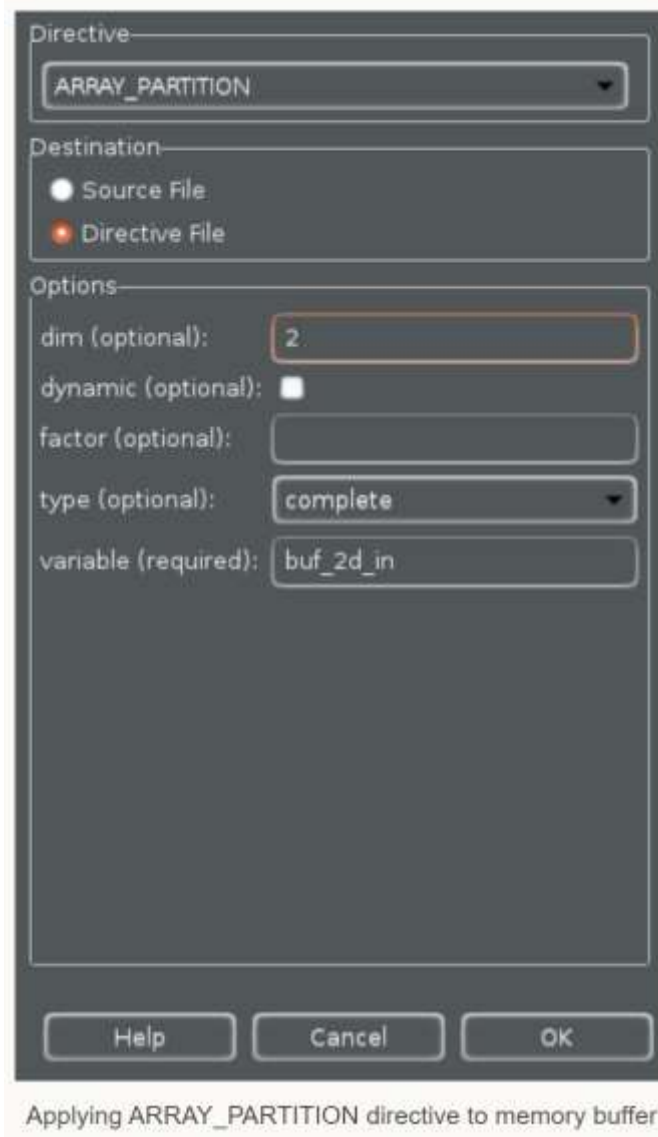 Directive
ARRAY_PARTITION
Destination
Source File
Directive File
Options
dim (optional): 2
dynamic (optional):
factor (optional):
type (optional): complete
variable (required): buf_2d_in
Help Cancel OK
Applying ARRAY_PARTITION directive to memory buffer